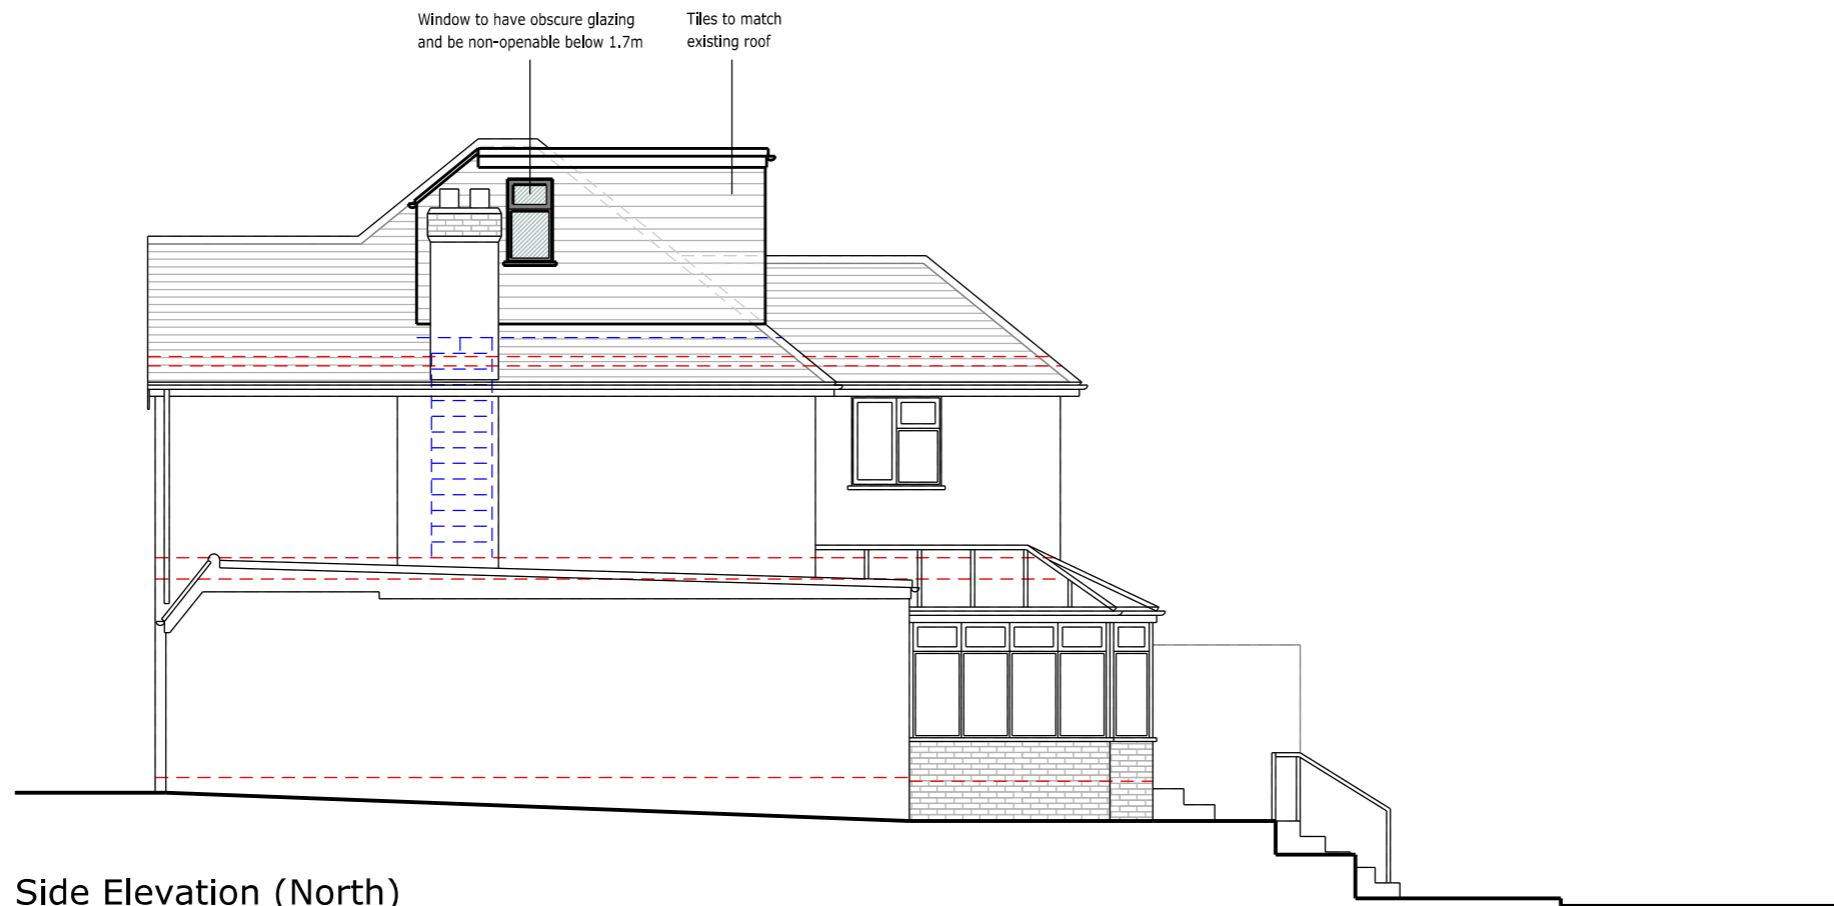 Window to have obscure glazing
and be non-openable below 1.7m
Tiles to match
existing roof
Side Elevation (North)